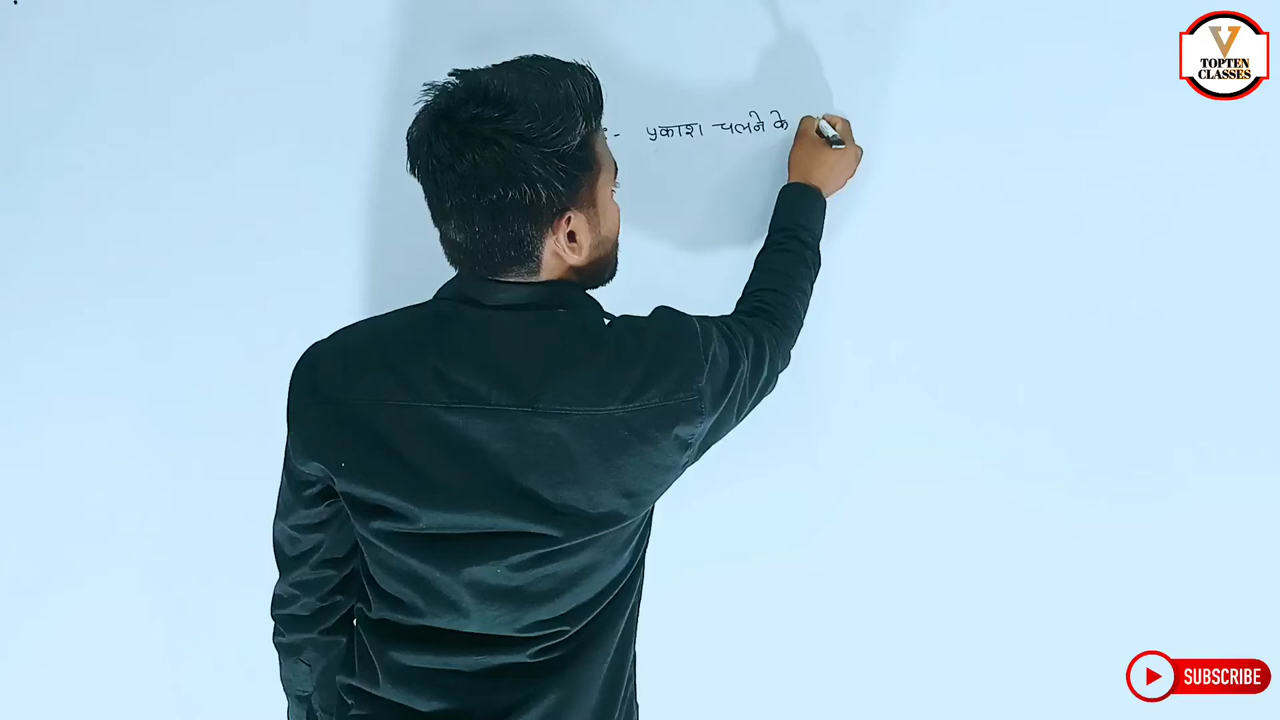 :- प्रकाश चलने के
V
TOPTEN
CLASSES
SUBSCRIBE